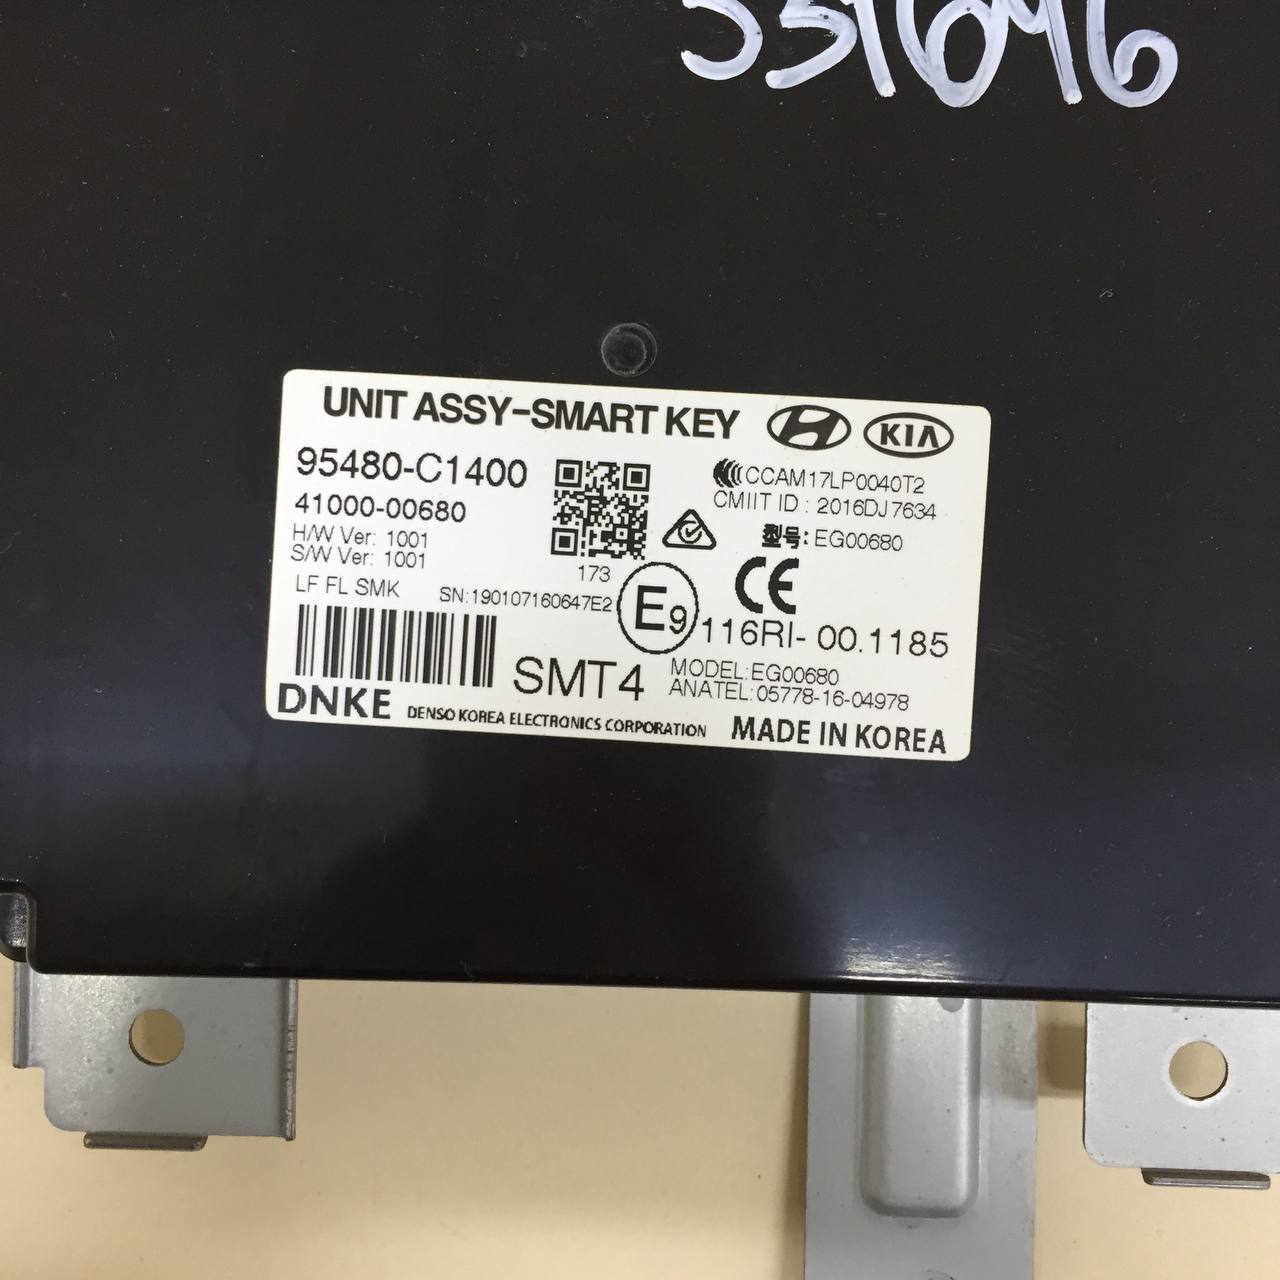 551646
UNIT ASSY-SMART KEY
KIA
95480-C1400
41000-00680
H/W Ver: 1001
S/W Ver: 1001
LF FL SMK
173
SN:190107160647E2
CCAM17LP0040T2
CMIIT ID : 2016DJ7634
型号: EG00680
CE
E9
116RI- 00.1185
SMT4
MODEL:EG00680
ANATEL:05778-16-04978
DNKE DENSO KOREA ELECTRONICS CORPORATION
MADE IN KOREA